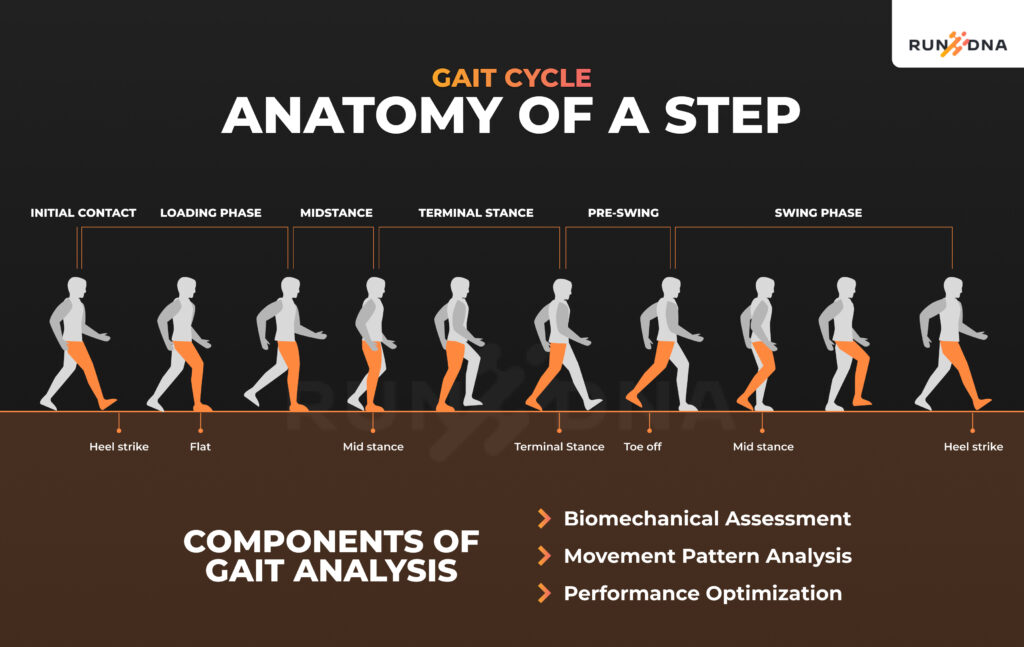 RUN DNA
GAIT CYCLE
ANATOMY OF A STEP
INITIAL CONTACT
LOADING PHASE
MIDSTANCE
TERMINAL STANCE
PRE-SWING
SWING PHASE
RUN DNA
Heel strike
Flat
Mid stance
Terminal Stance
Toe off
Mid stance
Heel strike
COMPONENTS OF
GAIT ANALYSIS
Biomechanical Assessment
Movement Pattern Analysis
Performance Optimization